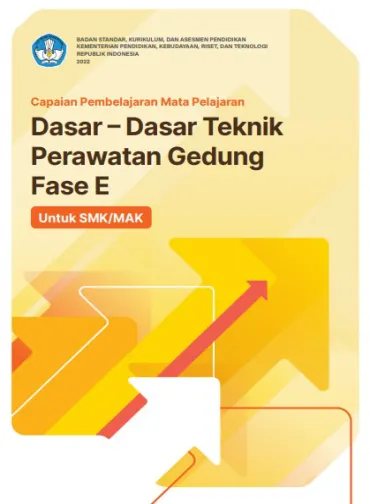 BADAN STANDAR, KURIKULUM, DAN ASESMEN PENDIDIKAN
KEMENTERIAN PENDIDIKAN, KEBUDAYAAN, RISET, DAN TEKNOLOGI
REPUBLIK INDONESIA
2022
Capaian Pembelajaran Mata Pelajaran
Dasar – Dasar Teknik
Perawatan Gedung
Fase E
Untuk SMK/MAK